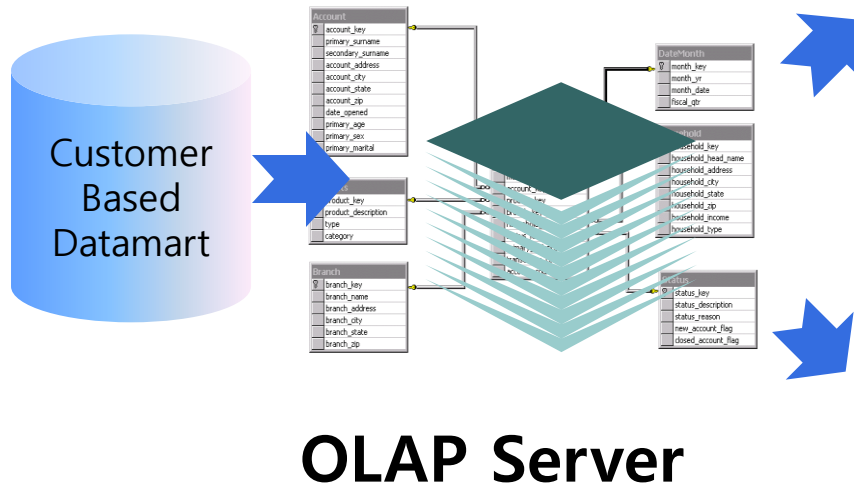 Customer
Based
Datamart
Account
account_key
primary_surname
secondary_surname
account_address
account_city
account_state
account_zip
date_opened
primary_age
primary_sex
primary_marital
product_key
product_description
type
category
Branch
branch_key
branch_name
branch_address
branch_city
branch_state
branch_zip
DateMonth
month_key
month_yr
month_date
fiscal_qtr
household_key
household_head_name
household_address
household_city
household_state
household_zip
household_income
household_type
Status
status_key
status_description
status_reason
new_account_flag
closed_account_flag
OLAP Server